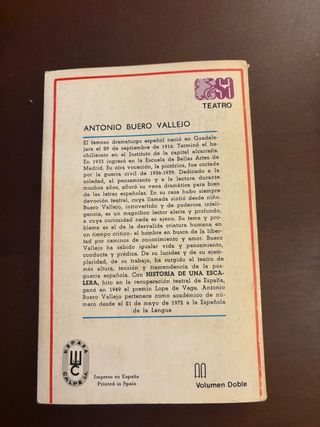 TEATRO
ANTONIO BUERO VALLEJO
El famoso dramaturgo español nació en Guadala-
jara el 29 de septiembre de 1916. Terminó el ba-
chillerato en el Instituto de la capital alcarreña.
En 1933 ingresó en la Escuela de Bellas Artes de
Madrid. Su otra vocación, la pictórica, fue cortada
por la guerra civil de 1936-1939. Dedicado a la
soledad, al pensamiento y a la lectura durante
muchos años, afloró su vena dramática para bien
de las letras españolas. En su casa hubo siempre
devoción teatral, cuya llamada sintió desde niño.
Buero Vallejo, introvertido y de poderosa inteli-
gencia, es un magnífico lector alerta y profundo, a
cuya curiosidad nada es ajeno. Su tema y pro-
blema es el de la desvalida criatura humana en
un tiempo crítico: el hombre en busca de la liber-
tad por caminos de conocimiento y amor. Buero
Vallejo ha sabido igualar vida y pensamiento,
conducta y prédica. De su lucidez y de su ejem-
plaridad, de su trabajo, ha surgido el teatro de
más altura, tensión y trascendencia de la pos-
guerra española. Con HISTORIA DE UNA ESCA-
LERA, hito en la recuperación teatral de España,
ganó en 1949 el premio Lope de Vega. Antonio
Buero Vallejo pertenece como académico de nú-
mero desde el 21 de mayo de 1972 a la Española
de la Lengua
ESPASA
CALPE
Impreso en España
Printed in Spain
Volumen Doble